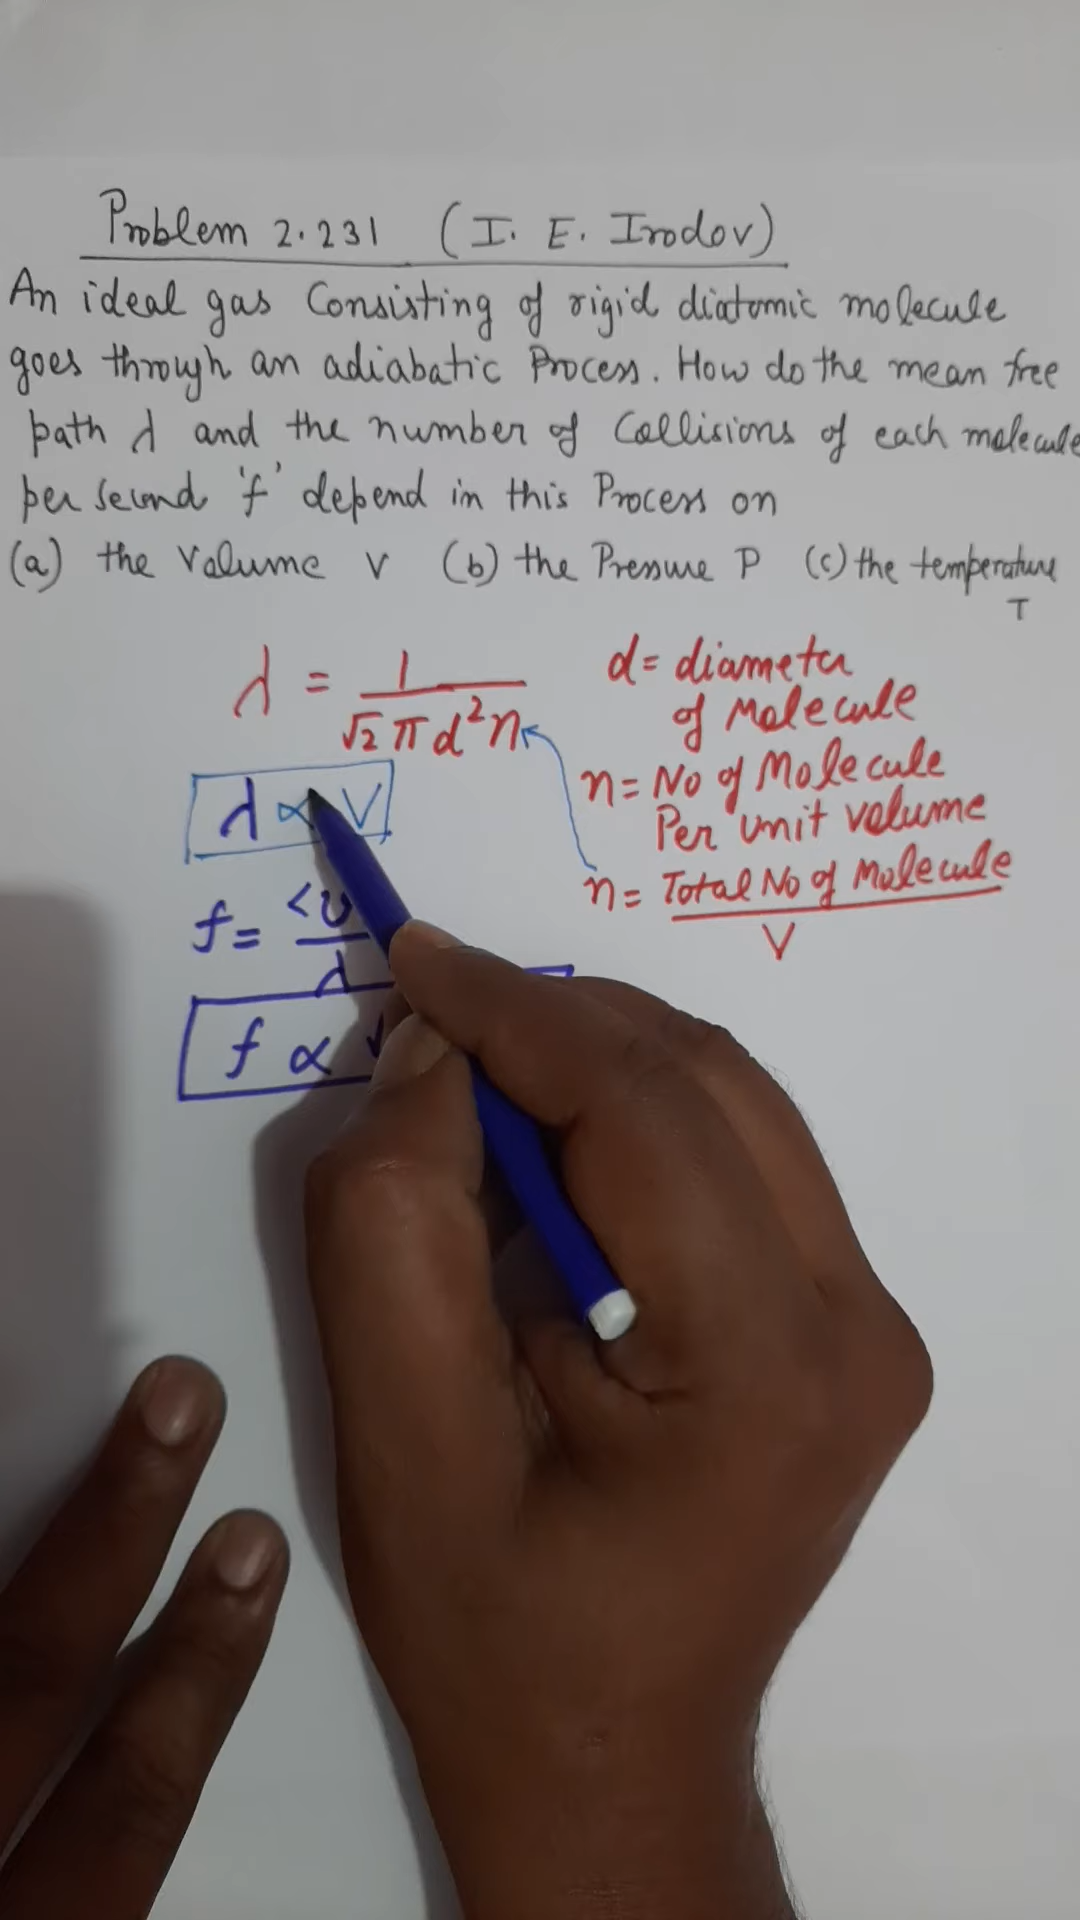 Problem 2.231 (I. E. Irodov)
An ideal gas Consisting of rigid diatomic molecule
goes through an adiabatic Process. How do the mean free
path λ and the number of Collisions of each molecule
per second 'f' depend in this Process on
(a) the Volume V (b) the Pressure P (c) the temperature
T
λ = 1 / √2 π d² n
d = diameter
of Molecule
n = No of Molecule
Per unit volume
n = Total No of Molecule / V
λ ∝ V
f = <υ / λ
f ∝